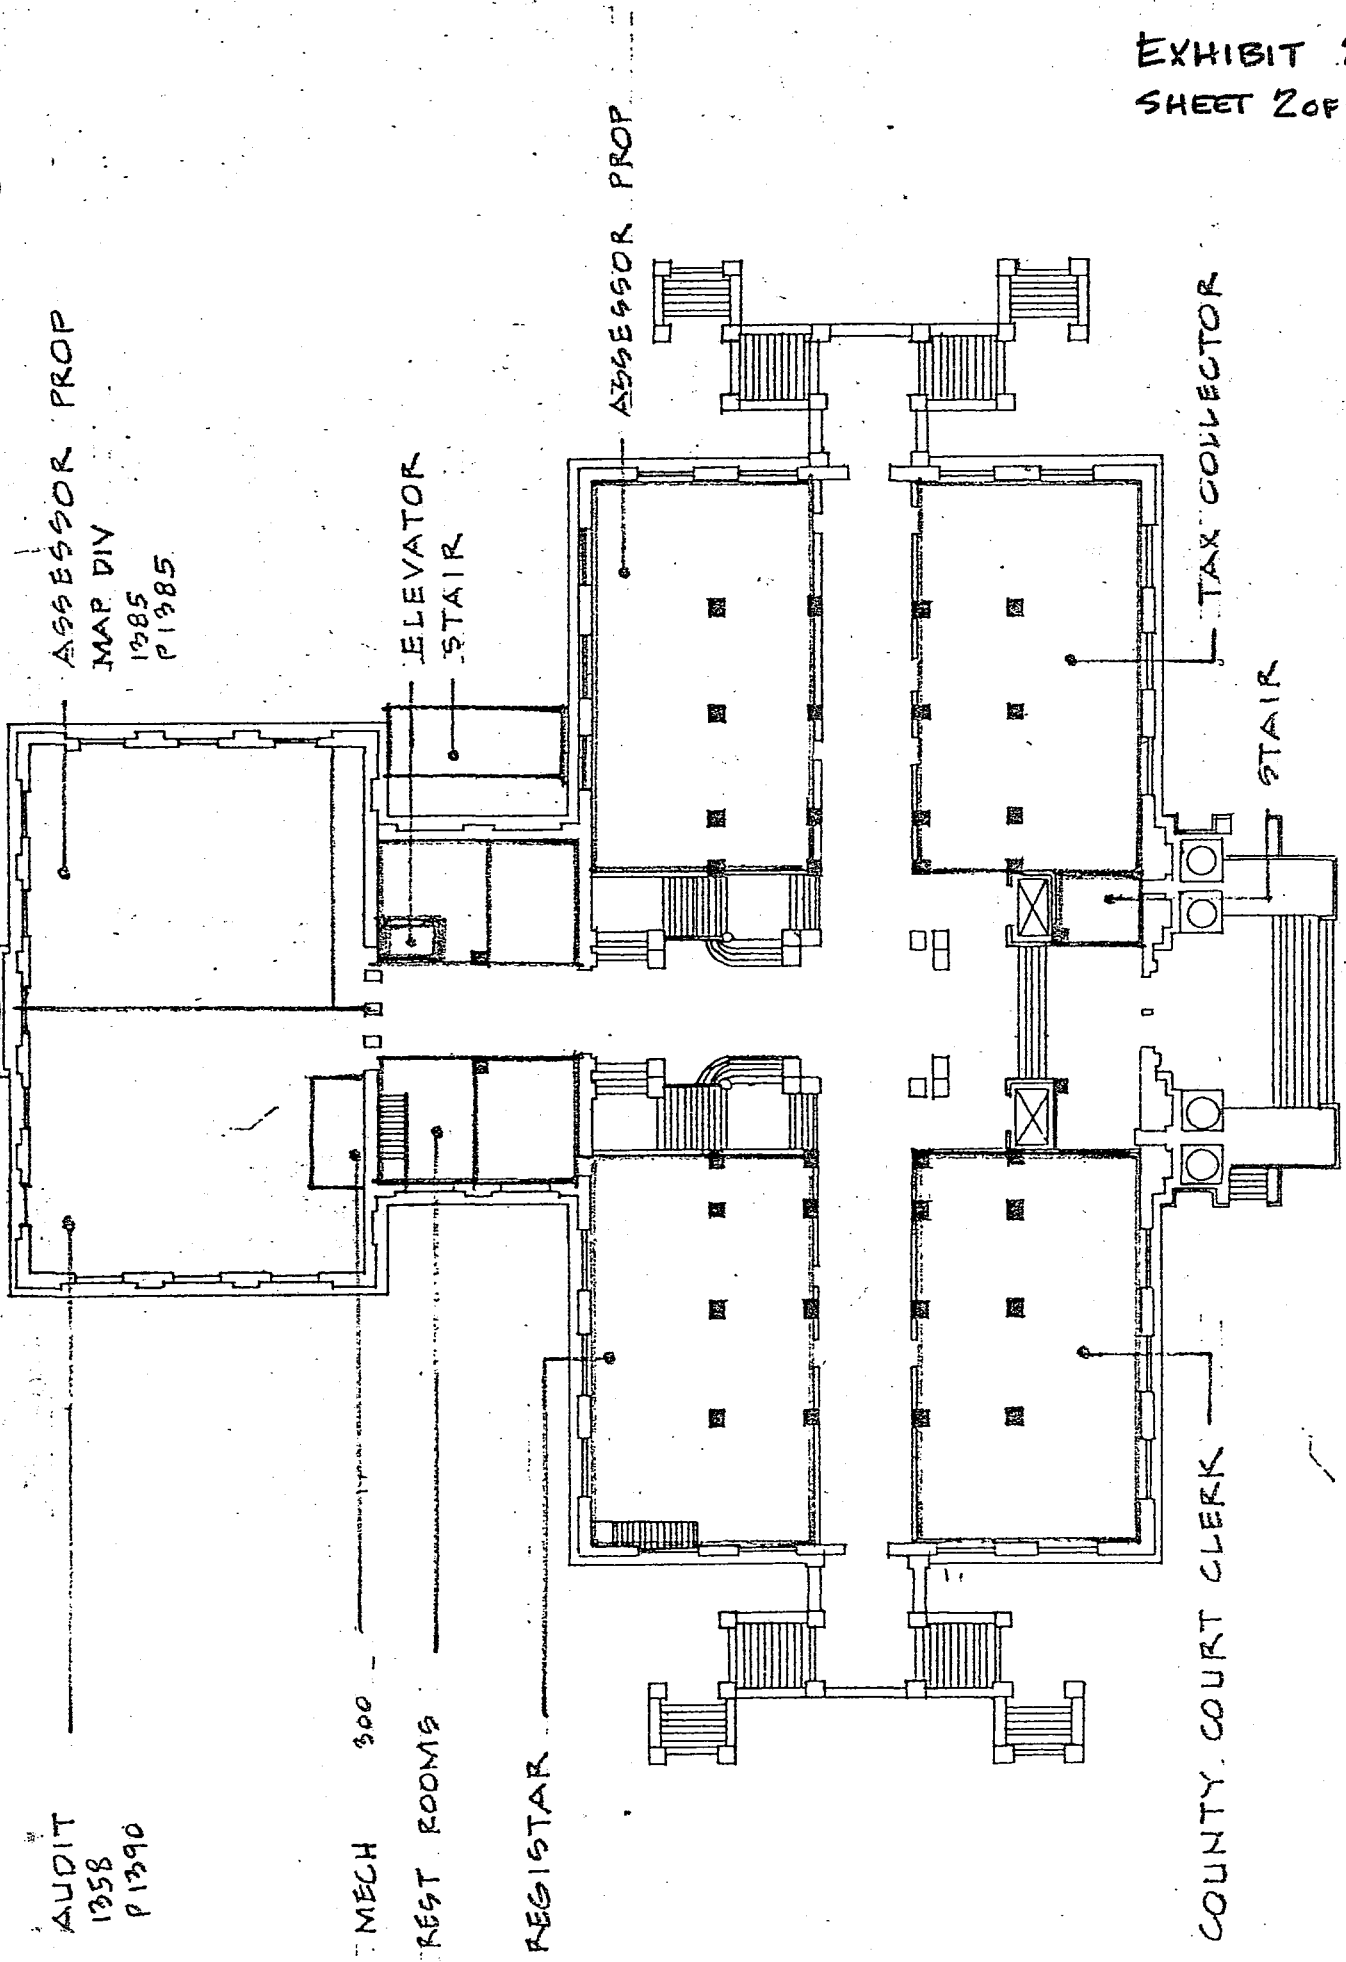 EXHIBIT
SHEET 2 OF
ASSESSOR PROP
MAP DIV
1385
P1385
ELEVATOR
STAIR
ASSESSOR PROP
TAX COLLECTOR
STAIR
AUDIT
1358
P1390
MECH 300
REST ROOMS
REGISTAR
COUNTY COURT CLERK